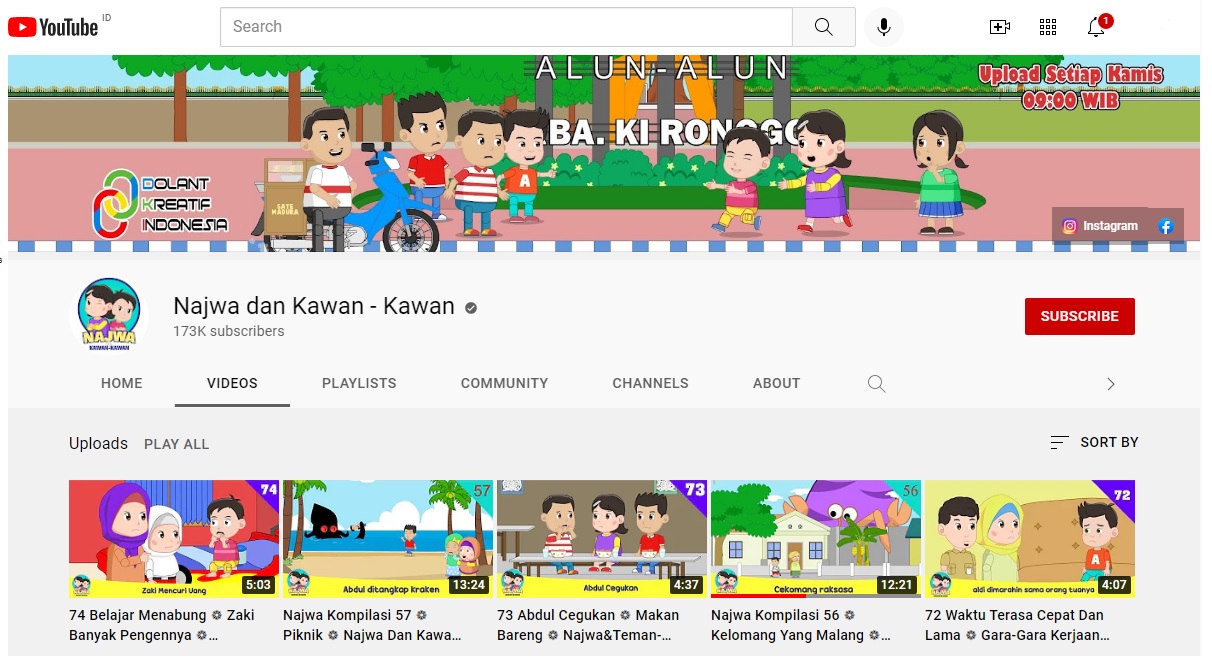 YouTube ID
Search
1
ALUN-ALUN
BA. KI RONGGO
Upload Setiap Kamis
09:00 WIB
SATE
MADURA
A
DOLANT
KREATIF
INDONESIA
Instagram
NAJWA
KAWAN-KAWAN
Najwa dan Kawan - Kawan
173K subscribers
SUBSCRIBE
HOME VIDEOS PLAYLISTS COMMUNITY CHANNELS ABOUT
Uploads PLAY ALL SORT BY
74 57 73 56 72
A
5:03 13:24 4:37 12:21 4:07
Zaki Mencuri Uang Abdul ditangkap kraken Abdul Cegukan Cekomang raksasa aldi dimarahin sama orang tuanya
74 Belajar Menabung ❁ Zaki
Banyak Pengennya ❁...
Najwa Kompilasi 57 ❁
Piknik ❁ Najwa Dan Kawa...
73 Abdul Cegukan ❁ Makan
Bareng ❁ Najwa&Teman-...
Najwa Kompilasi 56 ❁
Kelomang Yang Malang ❁...
72 Waktu Terasa Cepat Dan
Lama ❁ Gara-Gara Kerjaan...